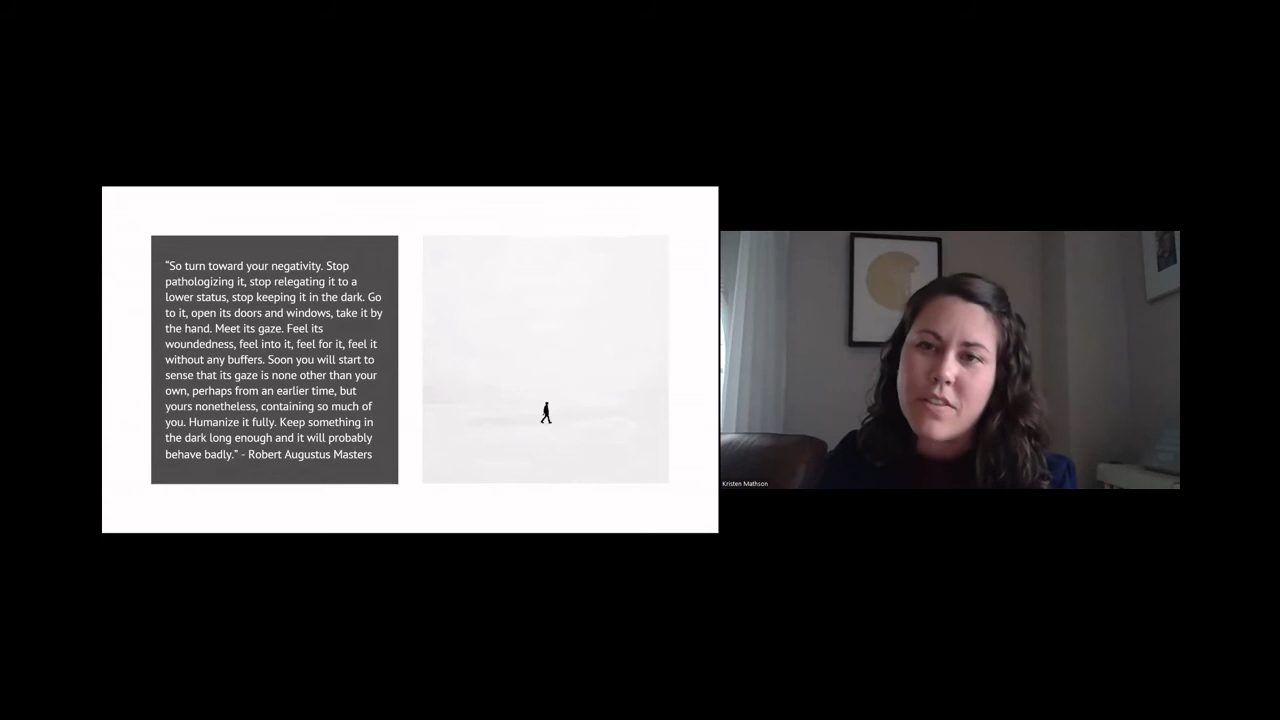 “So turn toward your negativity. Stop
pathologizing it, stop relegating it to a
lower status, stop keeping it in the dark. Go
to it, open its doors and windows, take it by
the hand. Meet its gaze. Feel its
woundedness, feel into it, feel for it, feel it
without any buffers. Soon you will start to
sense that its gaze is none other than your
own, perhaps from an earlier time, but
yours nonetheless, containing so much of
you. Humanize it fully. Keep something in
the dark long enough and it will probably
behave badly.” - Robert Augustus Masters
Kristen Mathson